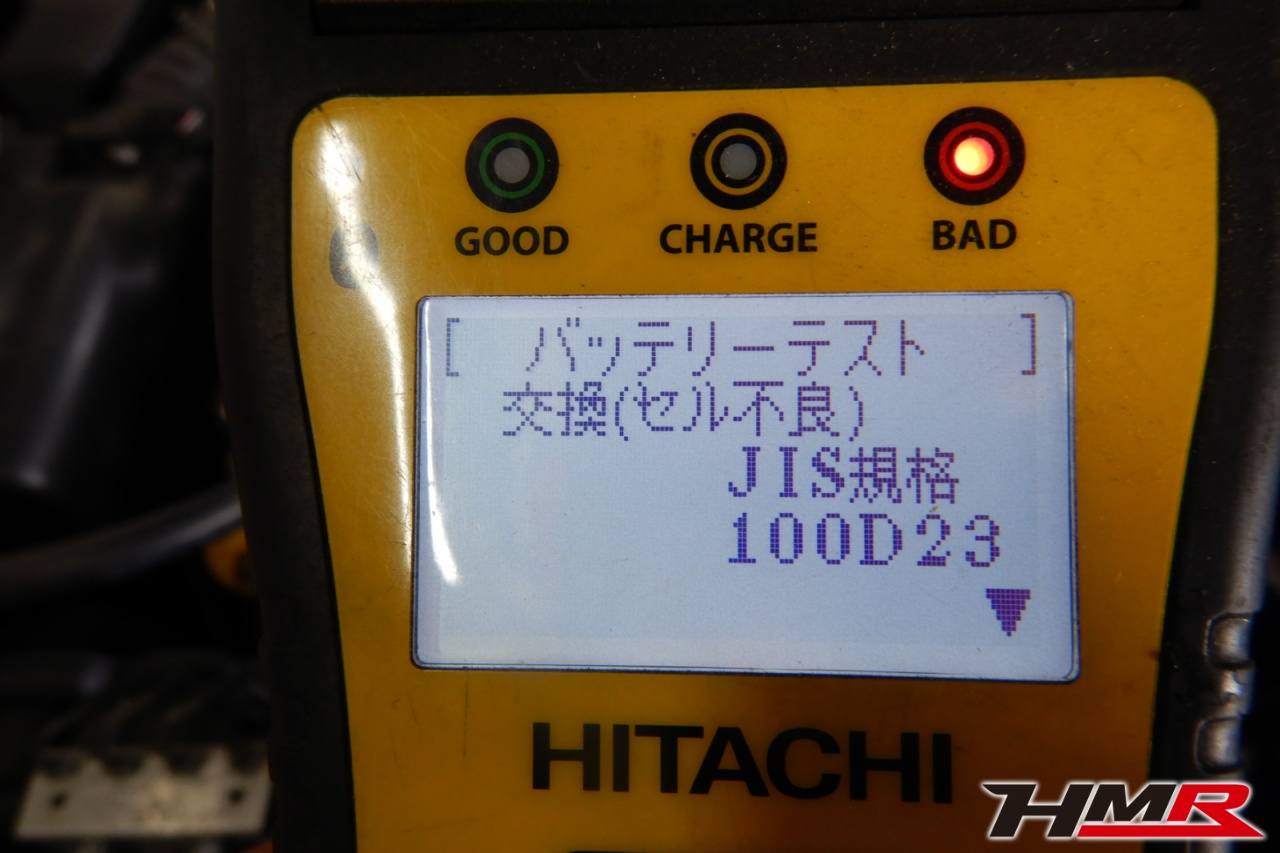 GOOD CHARGE BAD
[ バッテリーテスト ]
交換(セル不良)
JIS規格
100D23
HITACHI
HMR